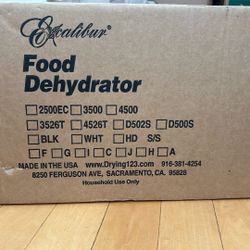 Excalibur®
Food
Dehydrator
☐ 2500EC ☐ 3500 ☐ 4500
☐ 3526T ☐ 4526T ☐ D502S ☐ D500S
☐ BLK ☐ WHT ☐ HD S/S
☐ F ☐ G ☐ I ☐ C ☐ J ☐ H ☐ A
MADE IN THE USA www.Drying123.com 916-381-4254
8250 FERGUSON AVE, SACRAMENTO, CA. 95828
Household Use Only